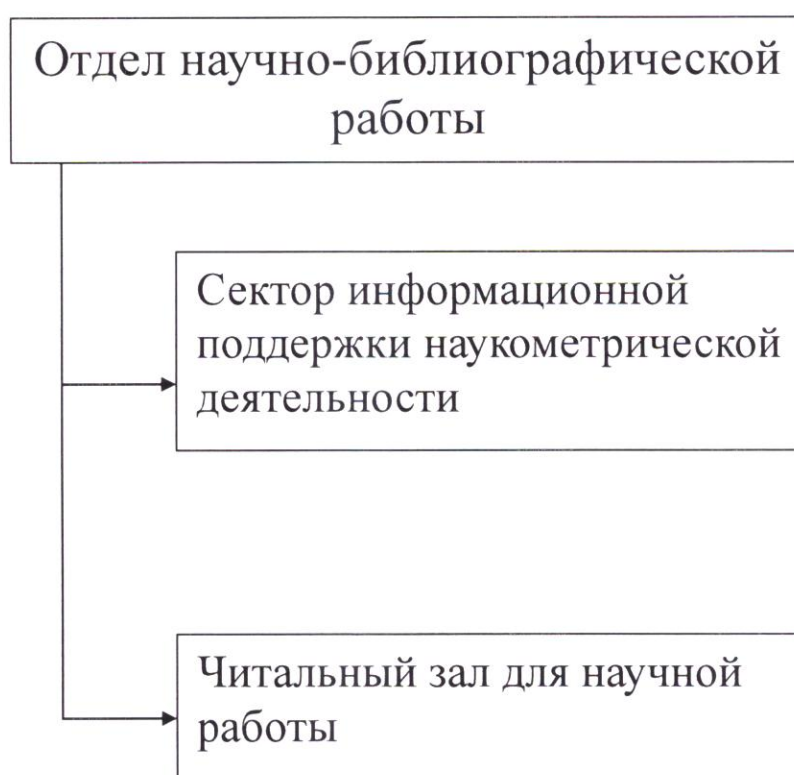 Отдел научно-библиографической
работы
Сектор информационной
поддержки наукометрической
деятельности
Читальный зал для научной
работы